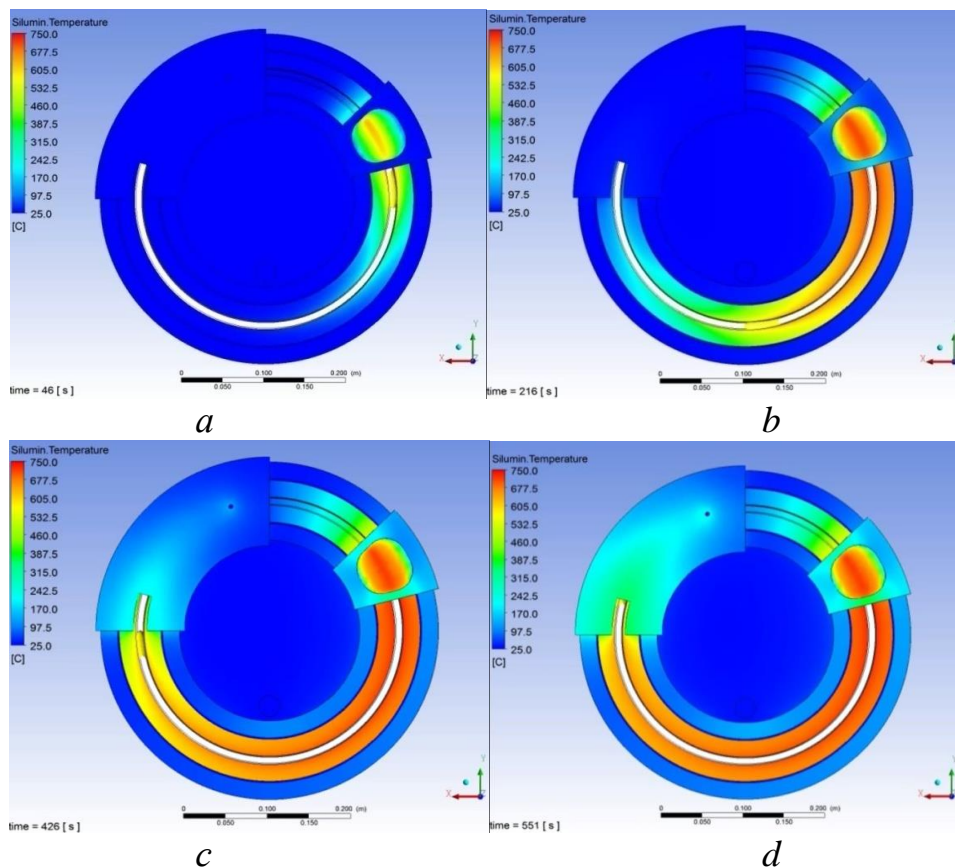 Silumin.Temperature
750.0
677.5
605.0
532.5
460.0
387.5
315.0
242.5
170.0
97.5
25.0
[C]
Y
X
Z
0 0.100 0.200 (m)
0.050 0.150
time = 46 [ s ]
a
Silumin.Temperature
750.0
677.5
605.0
532.5
460.0
387.5
315.0
242.5
170.0
97.5
25.0
[C]
Y
X
Z
0 0.100 0.200 (m)
0.050 0.150
time = 216 [ s ]
b
Silumin.Temperature
750.0
677.5
605.0
532.5
460.0
387.5
315.0
242.5
170.0
97.5
25.0
[C]
Y
X
Z
0 0.100 0.200 (m)
0.050 0.150
time = 426 [ s ]
c
Silumin.Temperature
750.0
677.5
605.0
532.5
460.0
387.5
315.0
242.5
170.0
97.5
25.0
[C]
Y
X
Z
0 0.100 0.200 (m)
0.050 0.150
time = 551 [ s ]
d